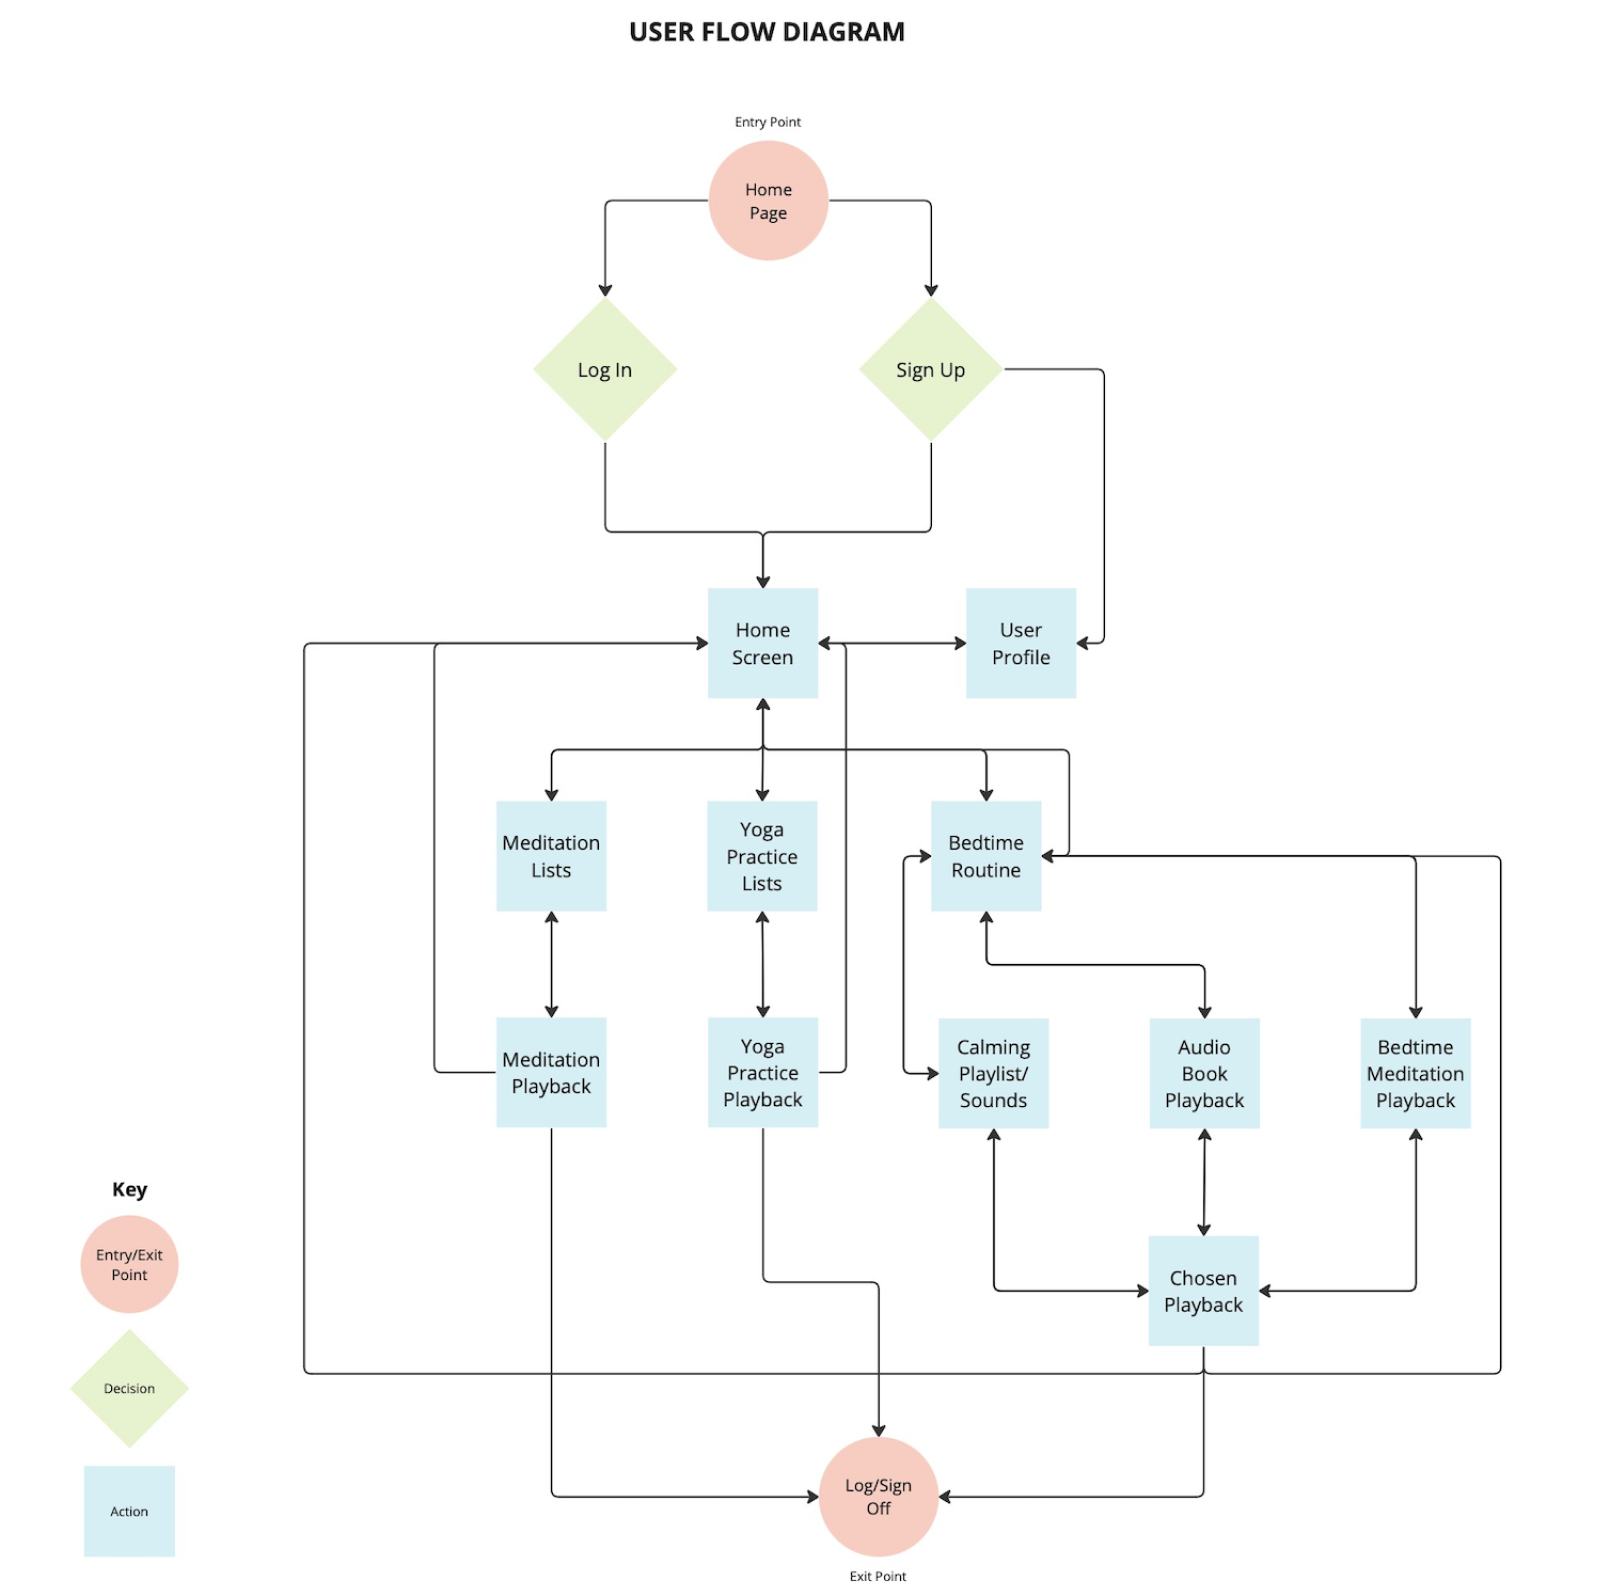 USER FLOW DIAGRAM
Entry Point
Home
Page
Log In
Sign Up
Home
Screen
User
Profile
Meditation
Lists
Yoga
Practice
Lists
Bedtime
Routine
Meditation
Playback
Yoga
Practice
Playback
Calming
Playlist/
Sounds
Audio
Book
Playback
Bedtime
Meditation
Playback
Chosen
Playback
Log/Sign
Off
Exit Point
Key
Entry/Exit
Point
Decision
Action